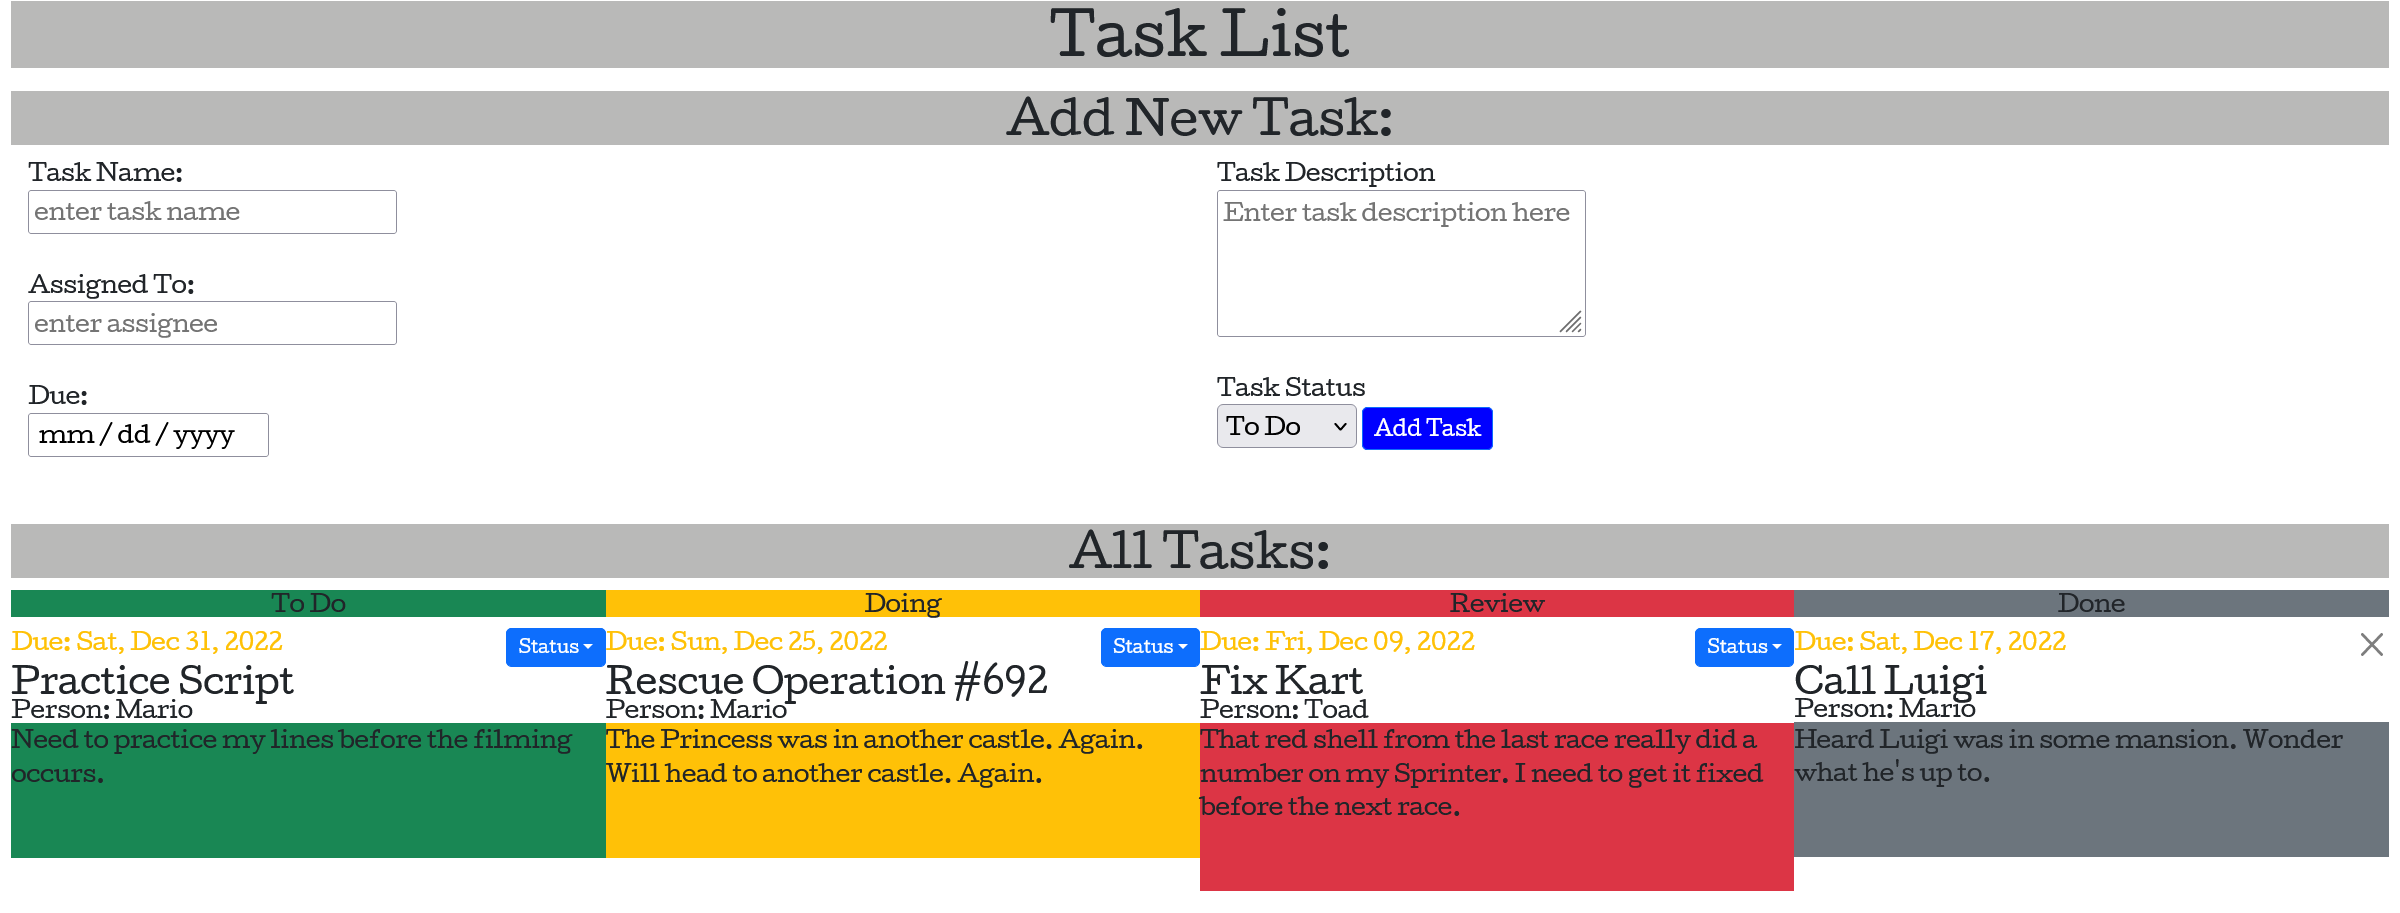 Task List
Add New Task:
Task Name:
enter task name
Assigned To:
enter assignee
Due:
mm / dd / yyyy
Task Description
Enter task description here
Task Status
To Do
Add Task
All Tasks:
To Do
Due: Sat, Dec 31, 2022
Status
Practice Script
Person: Mario
Need to practice my lines before the filming
occurs.
Doing
Due: Sun, Dec 25, 2022
Status
Rescue Operation #692
Person: Mario
The Princess was in another castle. Again.
Will head to another castle. Again.
Review
Due: Fri, Dec 09, 2022
Status
Fix Kart
Person: Toad
That red shell from the last race really did a
number on my Sprinter. I need to get it fixed
before the next race.
Done
Due: Sat, Dec 17, 2022
Call Luigi
Person: Mario
Heard Luigi was in some mansion. Wonder
what he's up to.